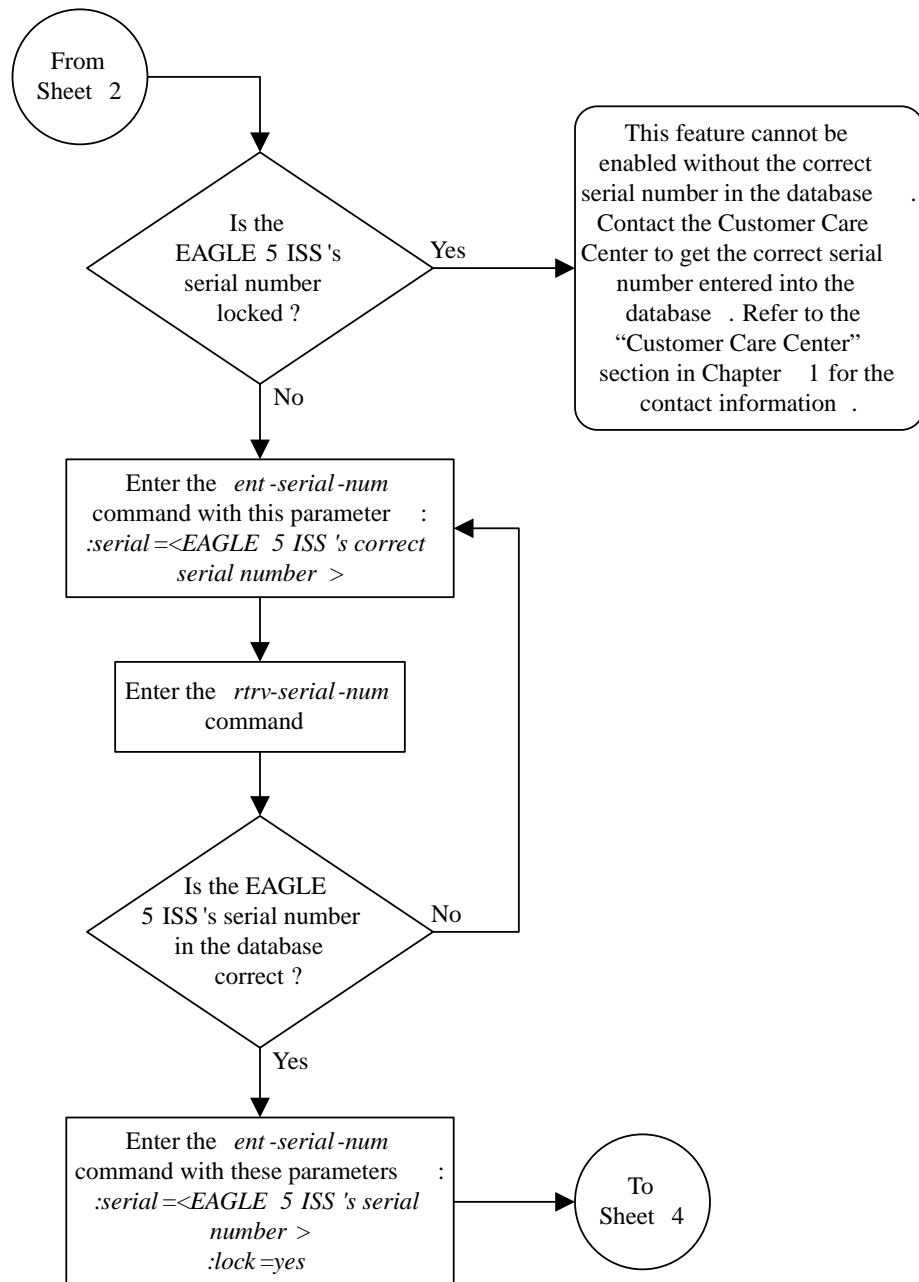 From
Sheet 2
Is the
EAGLE 5 ISS's
serial number
locked ?
Yes
This feature cannot be
enabled without the correct
serial number in the database .
Contact the Customer Care
Center to get the correct serial
number entered into the
database . Refer to the
“Customer Care Center”
section in Chapter 1 for the
contact information .
No
Enter the ent -serial -num
command with this parameter :
:serial =<EAGLE 5 ISS 's correct
serial number >
Enter the rtrv-serial -num
command
Is the EAGLE
5 ISS 's serial number
in the database
correct ?
No
Yes
Enter the ent -serial -num
command with these parameters :
:serial =<EAGLE 5 ISS 's serial
number >
:lock =yes
To
Sheet 4